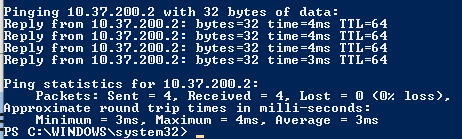 Pinging 10.37.200.2 with 32 bytes of data:
Reply from 10.37.200.2: bytes=32 time=4ms TTL=64
Reply from 10.37.200.2: bytes=32 time=4ms TTL=64
Reply from 10.37.200.2: bytes=32 time=4ms TTL=64
Reply from 10.37.200.2: bytes=32 time=3ms TTL=64
Ping statistics for 10.37.200.2:
    Packets: Sent = 4, Received = 4, Lost = 0 (0% loss),
Approximate round trip times in milli-seconds:
    Minimum = 3ms, Maximum = 4ms, Average = 3ms
PS C:\WINDOWS\system32>